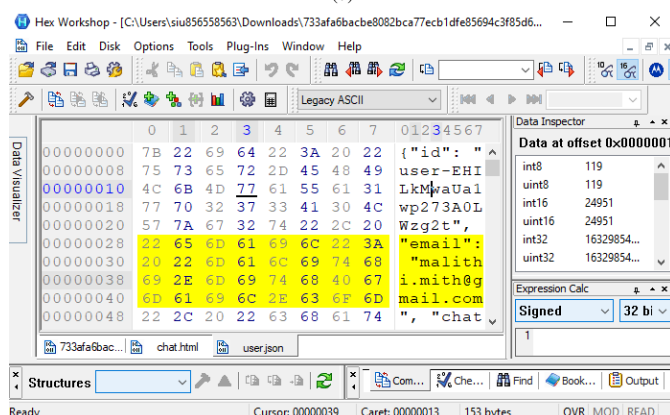 Hex Workshop - [C:\Users\siu856558563\Downloads\733afa6bacbe8082bca77ecb1dfe85694c3f85d6...
File Edit Disk Options Tools Plug-Ins Window Help
Legacy ASCII
Data Visualizer
0 1 2 3 4 5 6 7 01234567
00000000 7B 22 69 64 22 3A 20 22 {"id": "
00000008 75 73 65 72 2D 45 48 49 user-EHI
00000010 4C 6B 4D 77 61 55 61 31 LkMwaUa1
00000018 77 70 32 37 33 41 30 4C wp273A0L
00000020 57 7A 67 32 74 22 2C 20 Wzg2t",
00000028 22 65 6D 61 69 6C 22 3A "email":
00000030 20 22 6D 61 6C 69 74 68 "malith
00000038 69 2E 6D 69 74 68 40 67 i.mith@g
00000040 6D 61 69 6C 2E 63 6F 6D mail.com
00000048 22 2C 20 22 63 68 61 74 ", "chat
733afa6bac... chat.html user.json
Data Inspector
Data at offset 0x0000001
int8 119
uint8 119
int16 24951
uint16 24951
int32 16329854...
uint32 16329854...
Expression Calc
Signed 32 bi
1
Structures
Com... Che... Find Book... Output
Ready Cursor: 00000039 Caret: 00000013 153 bytes OVR MOD READ